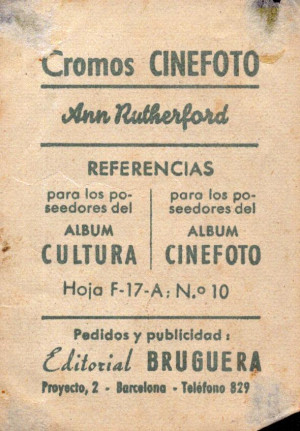 Cromos CINEFOTO
Ann Rutherford
REFERENCIAS
para los po-
seedores del
ALBUM
CULTURA
para los po-
seedores del
ALBUM
CINEFOTO
Hoja F-17-A; N.º 10
Pedidos y publicidad:
Editorial BRUGUERA
Proyecto, 2 - Barcelona - Teléfono 829